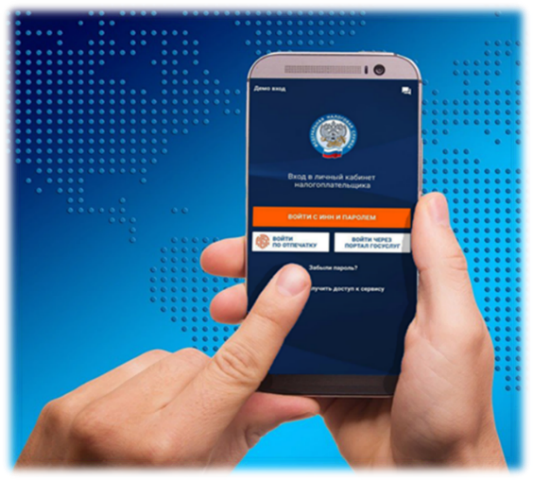 Демо вход
Вход в личный кабинет
налогоплательщика
ВОЙТИ С ИНН И ПАРОЛЕМ
ВОЙТИ
ПО ОТПЕЧАТКУ
ВОЙТИ ЧЕРЕЗ
ПОРТАЛ ГОСУСЛУГ
Забыли пароль?
лучить доступ к сервису